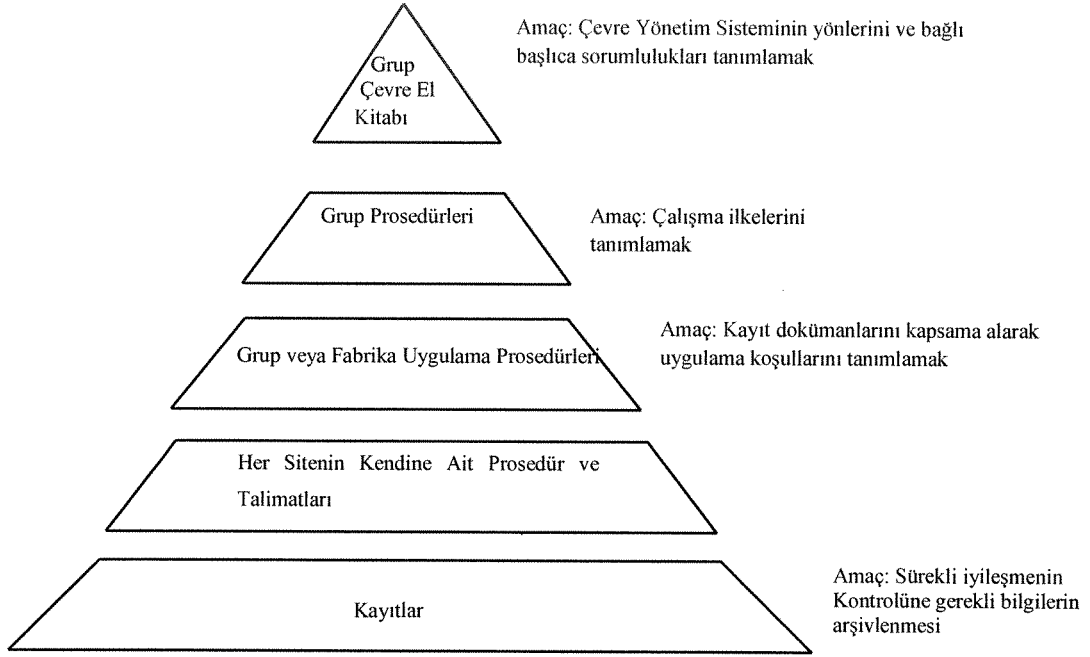 Grup
Çevre El
Kitabı
Amaç: Çevre Yönetim Sisteminin yönlerini ve bağlı
başlıca sorumlulukları tanımlamak
Grup Prosedürleri
Amaç: Çalışma ilkelerini
tanımlamak
Grup veya Fabrika Uygulama Prosedürleri
Amaç: Kayıt dokümanlarını kapsama alarak
uygulama koşullarını tanımlamak
Her Sitenin Kendine Ait Prosedür ve
Talimatları
Kayıtlar
Amaç: Sürekli iyileşmenin
Kontrolüne gerekli bilgilerin
arşivlenmesi